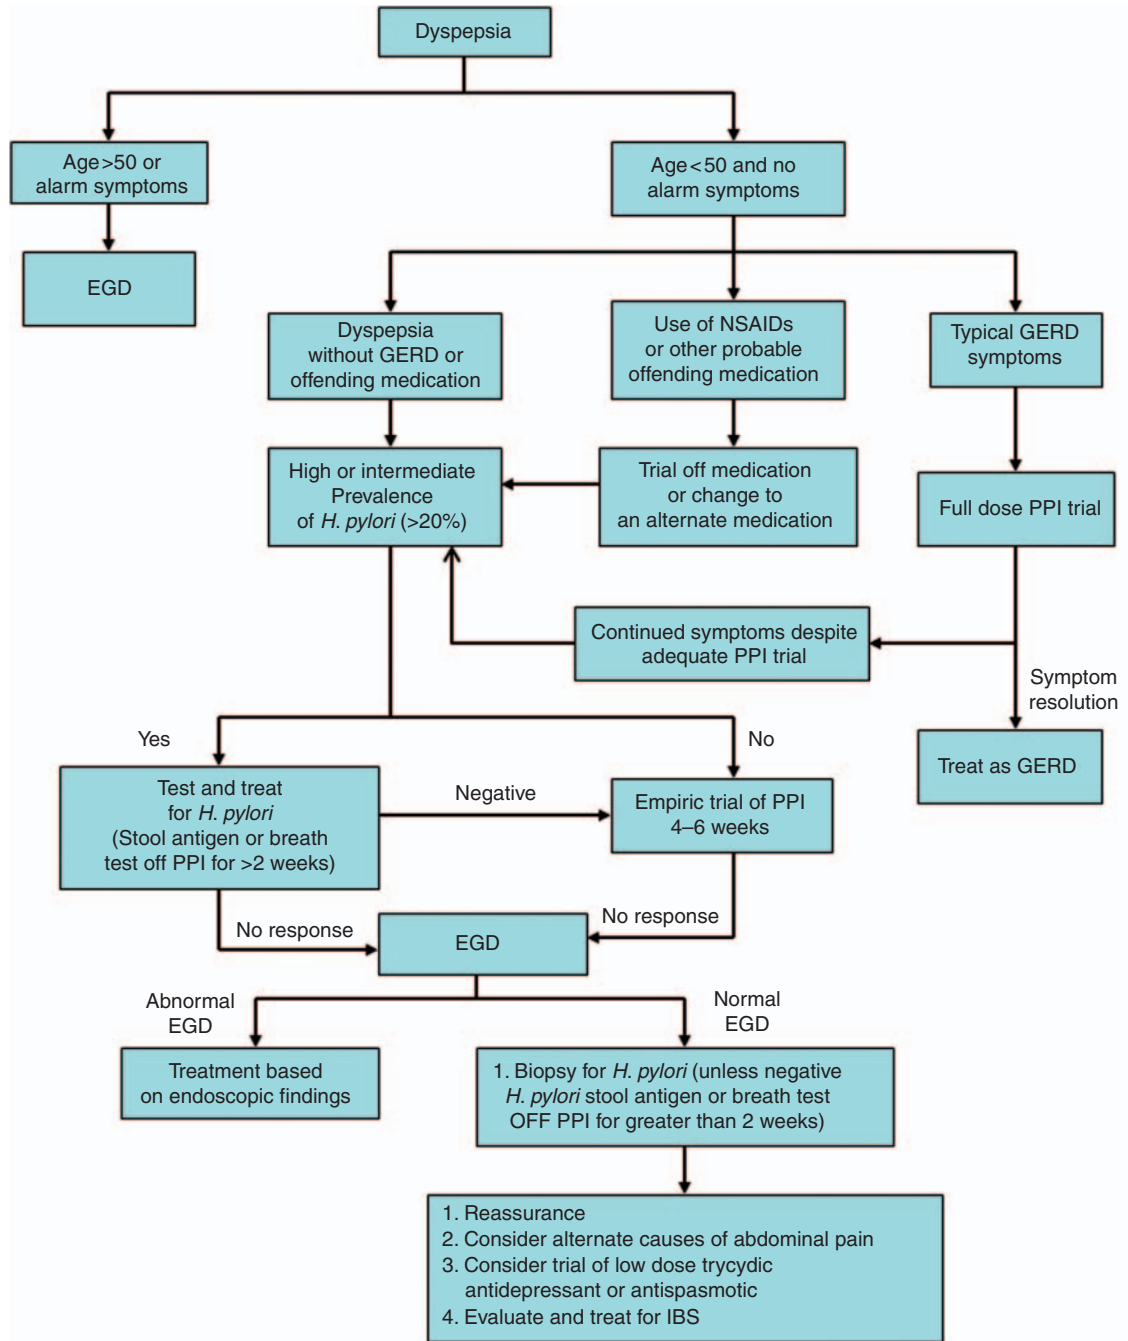 Dyspepsia
Age>50 or
alarm symptoms
Age<50 and no
alarm symptoms
EGD
Dyspepsia
without GERD or
offending medication
Use of NSAIDs
or other probable
offending medication
Typical GERD
symptoms
High or intermediate
Prevalence
of H. pylori (>20%)
Trial off medication
or change to
an alternate medication
Full dose PPI trial
Continued symptoms despite
adequate PPI trial
Symptom
resolution
Treat as GERD
Yes
No
Test and treat
for H. pylori
(Stool antigen or breath
test off PPI for >2 weeks)
Negative
Empiric trial of PPI
4–6 weeks
No response
No response
EGD
Abnormal
EGD
Normal
EGD
Treatment based
on endoscopic findings
1. Biopsy for H. pylori (unless negative
H. pylori stool antigen or breath test
OFF PPI for greater than 2 weeks)
1. Reassurance
2. Consider alternate causes of abdominal pain
3. Consider trial of low dose trycydic
antidepressant or antispasmotic
4. Evaluate and treat for IBS